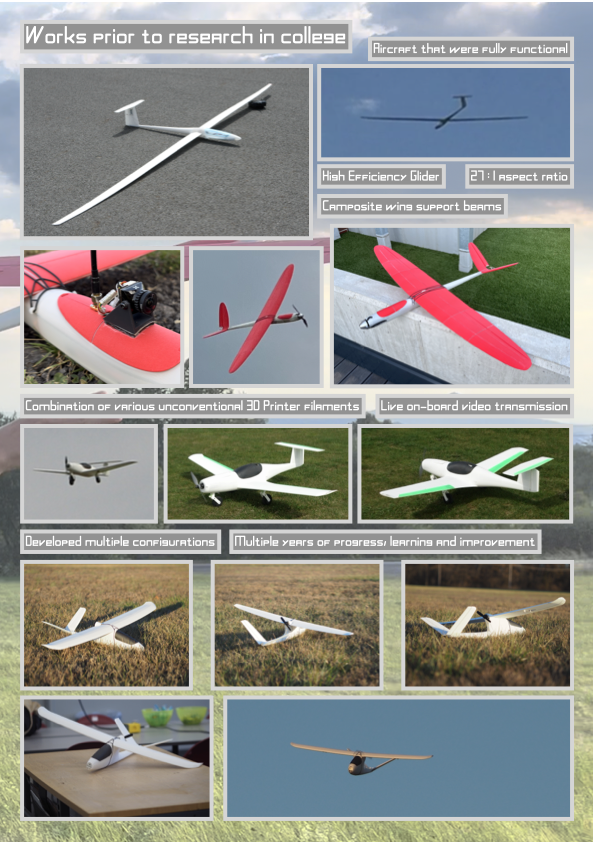 Works prior to research in college
Aircraft that were fully functional
High Efficiency Glider
27:1 aspect ratio
Composite wing support beams
Combination of various unconventional 3D Printer filaments
Live on-board video transmission
Developed multiple configurations
Multiple years of progress, learning and improvement